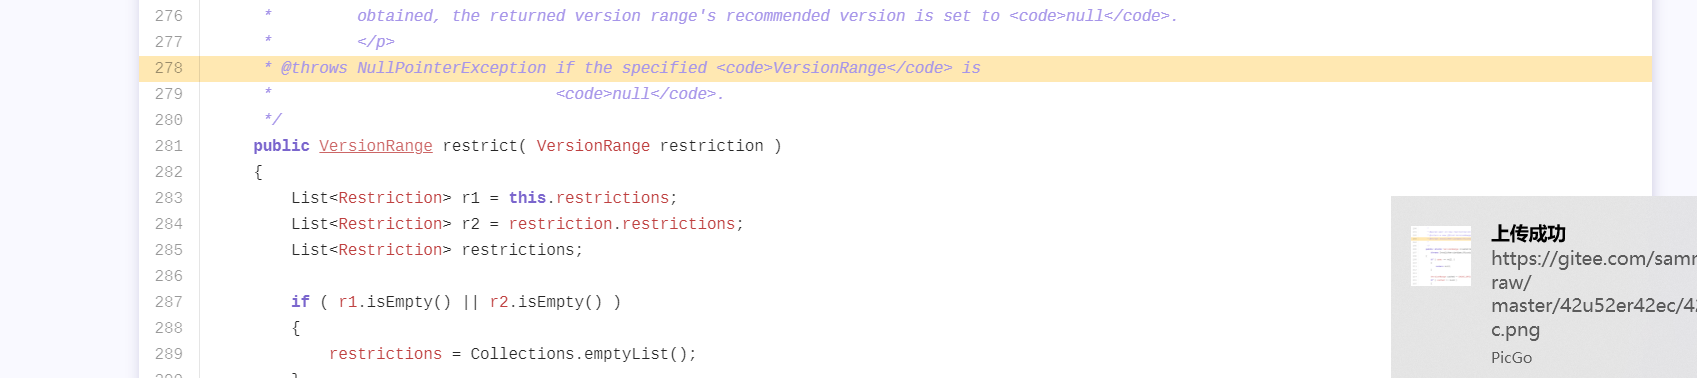 276 * obtained, the returned version range's recommended version is set to <code>null</code>.
277 * </p>
278 * @throws NullPointerException if the specified <code>VersionRange</code> is
279 * <code>null</code>.
280 */
281 public VersionRange restrict( VersionRange restriction )
282 {
283 List<Restriction> r1 = this.restrictions;
284 List<Restriction> r2 = restriction.restrictions;
285 List<Restriction> restrictions;
286
287 if ( r1.isEmpty() || r2.isEmpty() )
288 {
289 restrictions = Collections.emptyList();
上传成功
https://gitee.com/samr
raw/
master/42u52er42ec/42
c.png
PicGo